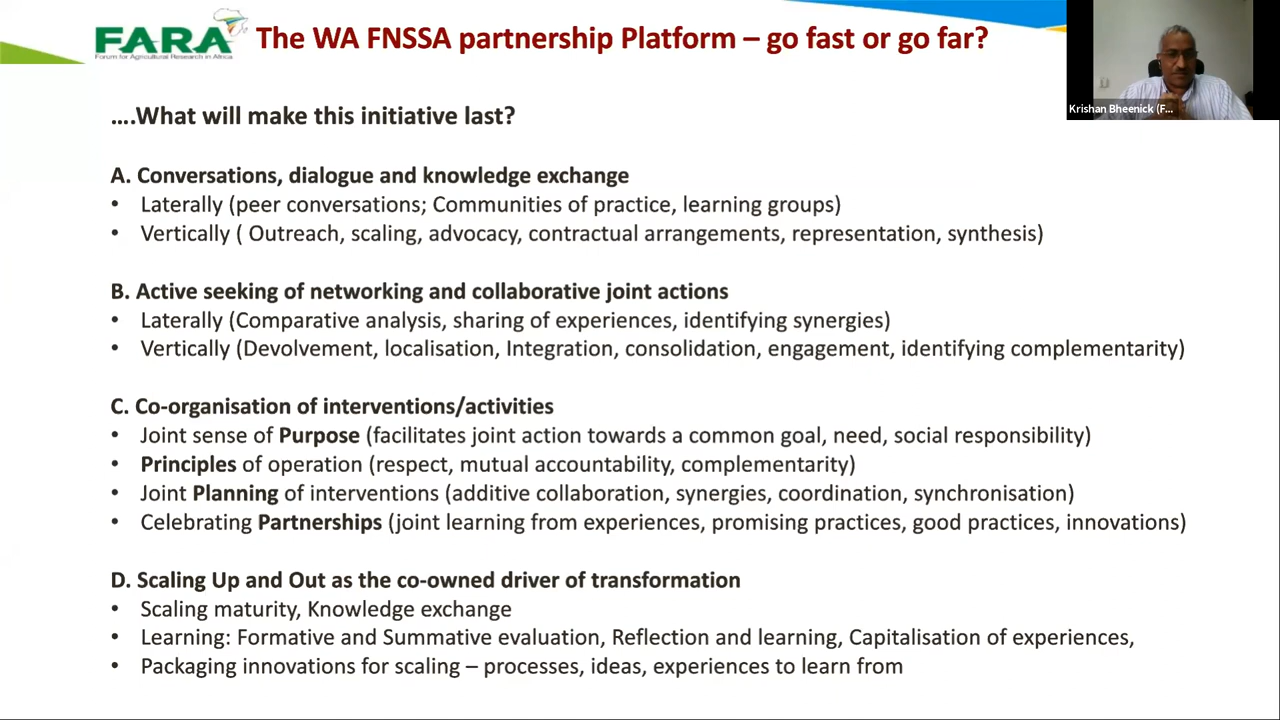 FARA
Forum for Agricultural Research in Africa
The WA FNSSA partnership Platform – go fast or go far?
Krishan Bheenick (F...
….What will make this initiative last?
A. Conversations, dialogue and knowledge exchange
• Laterally (peer conversations; Communities of practice, learning groups)
• Vertically ( Outreach, scaling, advocacy, contractual arrangements, representation, synthesis)
B. Active seeking of networking and collaborative joint actions
• Laterally (Comparative analysis, sharing of experiences, identifying synergies)
• Vertically (Devolvement, localisation, Integration, consolidation, engagement, identifying complementarity)
C. Co-organisation of interventions/activities
• Joint sense of Purpose (facilitates joint action towards a common goal, need, social responsibility)
• Principles of operation (respect, mutual accountability, complementarity)
• Joint Planning of interventions (additive collaboration, synergies, coordination, synchronisation)
• Celebrating Partnerships (joint learning from experiences, promising practices, good practices, innovations)
D. Scaling Up and Out as the co-owned driver of transformation
• Scaling maturity, Knowledge exchange
• Learning: Formative and Summative evaluation, Reflection and learning, Capitalisation of experiences,
• Packaging innovations for scaling – processes, ideas, experiences to learn from